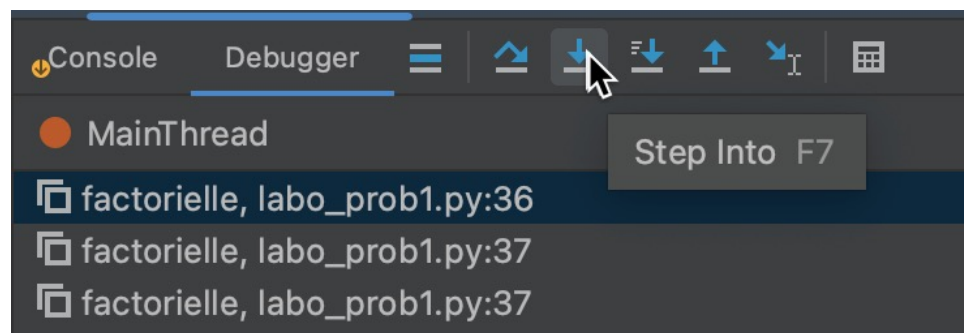 Console Debugger
MainThread
Step Into F7
factorielle, labo_prob1.py:36
factorielle, labo_prob1.py:37
factorielle, labo_prob1.py:37